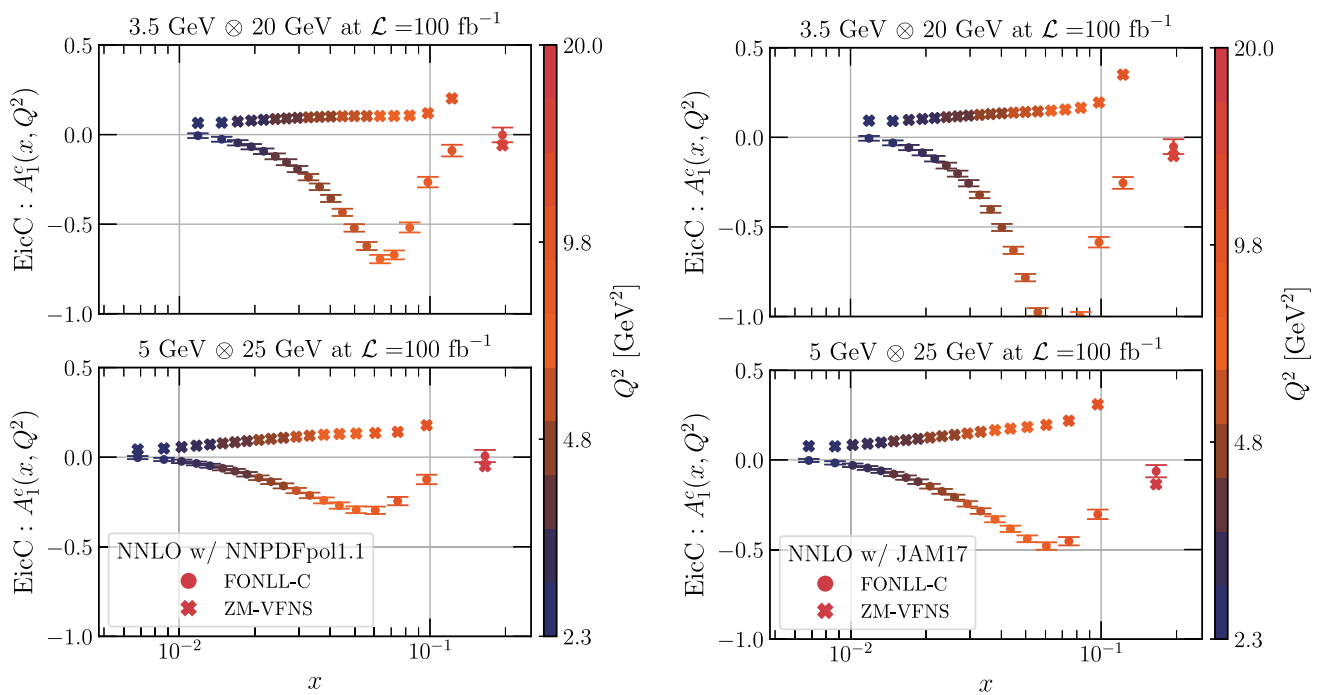 3.5 GeV ⊗ 20 GeV at ℒ =100 fb⁻¹
0.5
0.0
−0.5
−1.0
EicC : A₁ᶜ(x, Q²)
5 GeV ⊗ 25 GeV at ℒ =100 fb⁻¹
0.5
0.0
−0.5
−1.0
EicC : A₁ᶜ(x, Q²)
NNLO w/ NNPDFpol1.1
FONLL-C
ZM-VFNS
10⁻²
10⁻¹
x
20.0
9.8
4.8
2.3
Q² [GeV²]
3.5 GeV ⊗ 20 GeV at ℒ =100 fb⁻¹
0.5
0.0
−0.5
−1.0
EicC : A₁ᶜ(x, Q²)
5 GeV ⊗ 25 GeV at ℒ =100 fb⁻¹
0.5
0.0
−0.5
−1.0
EicC : A₁ᶜ(x, Q²)
NNLO w/ JAM17
FONLL-C
ZM-VFNS
10⁻²
10⁻¹
x
20.0
9.8
4.8
2.3
Q² [GeV²]